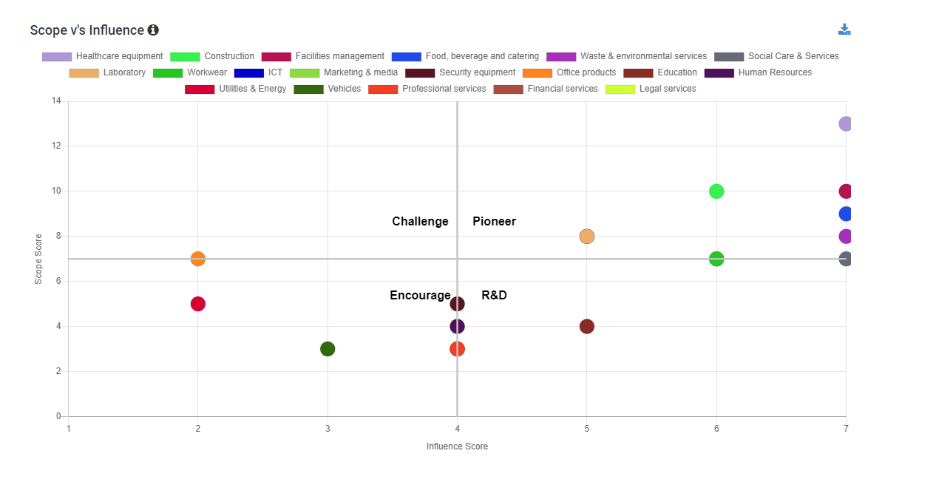 Scope v's Influence
Healthcare equipment Construction Facilities management Food, beverage and catering Waste & environmental services Social Care & Services
Laboratory Workwear ICT Marketing & media Security equipment Office products Education Human Resources
Utilities & Energy Vehicles Professional services Financial services Legal services
14
12
10
8
6
4
2
0
Scope Score
Challenge Pioneer
Encourage R&D
1 2 3 4 5 6 7
Influence Score